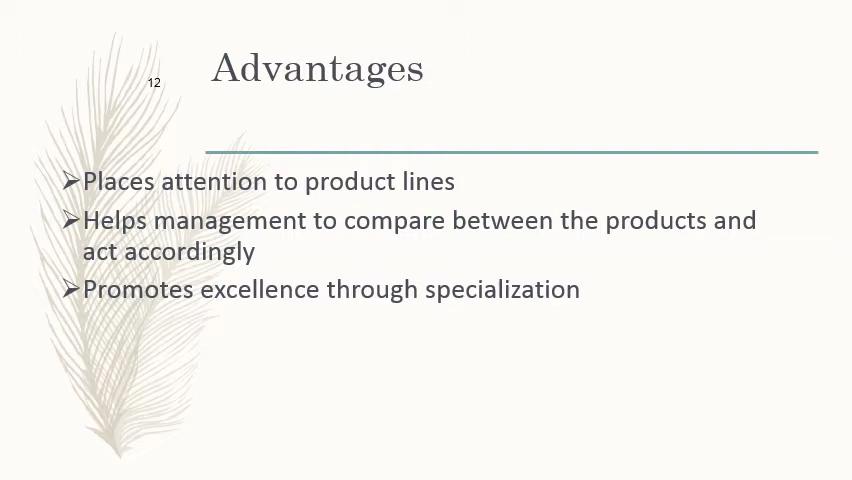 12
Advantages
➢Places attention to product lines
➢Helps management to compare between the products and
act accordingly
➢Promotes excellence through specialization